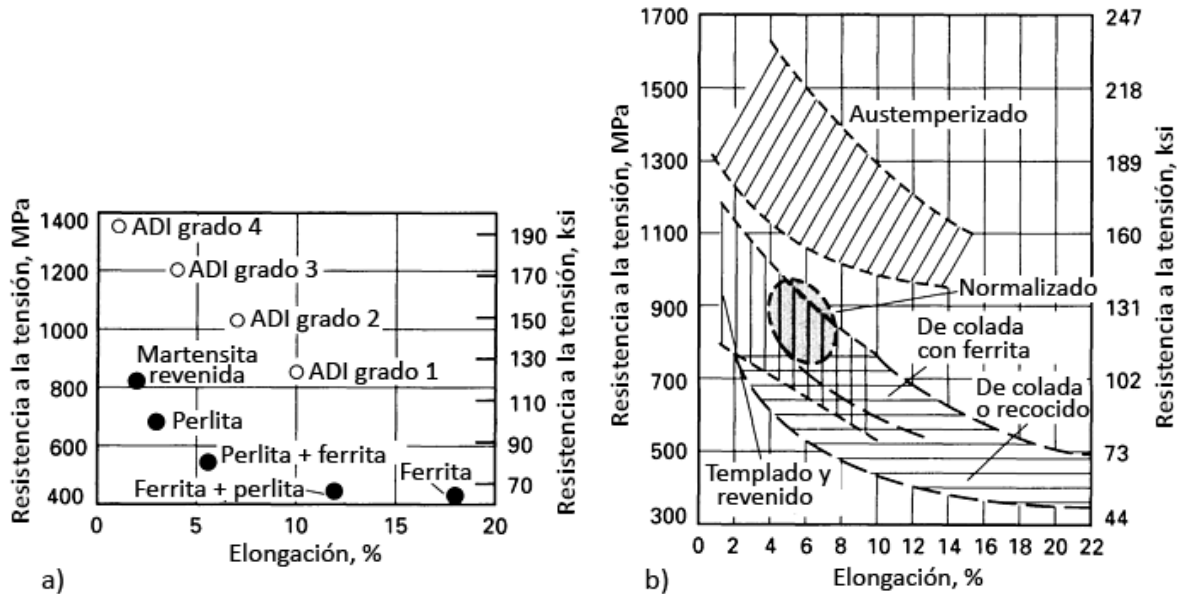 1400
1200
1000
800
600
400
Resistencia a la tensión, MPa
ADI grado 4
ADI grado 3
ADI grado 2
Martensita
revenida
ADI grado 1
Perlita
Perlita + ferrita
Ferrita + perlita
Ferrita
190
170
150
130
110
90
70
Resistencia a la tensión, ksi
0
5
10
15
20
Elongación, %
a)
1700
1500
1300
1100
900
700
500
300
Resistencia a la tensión, MPa
Austemperizado
Normalizado
De colada
con ferrita
De colada
o recocido
Templado y
revenido
247
218
189
160
131
102
73
44
Resistencia a la tensión, ksi
0 2 4 6 8 10 12 14 16 18 20 22
Elongación, %
b)